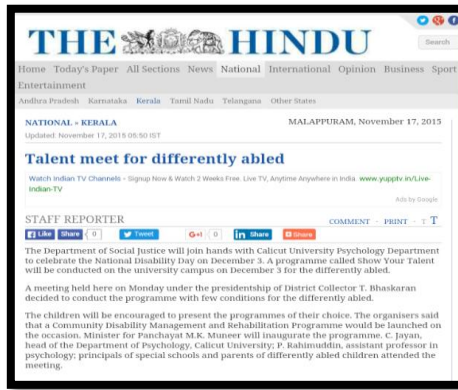 THE HINDU
Search
Home Today's Paper All Sections News National International Opinion Business Sport
Entertainment
Andhra Pradesh Karnataka Kerala Tamil Nadu Telangana Other States
NATIONAL » KERALA MALAPPURAM, November 17, 2015
Updated: November 17, 2015 05:50 IST
Talent meet for differently abled
Watch Indian TV Channels - Signup Now & Watch 2 Weeks Free. Live TV, Anytime Anywhere in India www.yupptv.in/Live-
Indian-TV
Ads by Google
STAFF REPORTER COMMENT · PRINT · T T
Like Share 0 Tweet G+1 0 in Share Share
The Department of Social Justice will join hands with Calicut University Psychology Department
to celebrate the National Disability Day on December 3. A programme called Show Your Talent
will be conducted on the university campus on December 3 for the differently abled.
A meeting held here on Monday under the presidentship of District Collector T. Bhaskaran
decided to conduct the programme with few conditions for the differently abled.
The children will be encouraged to present the programmes of their choice. The organisers said
that a Community Disability Management and Rehabilitation Programme would be launched on
the occasion. Minister for Panchayat M.K. Muneer will inaugurate the programme. C. Jayan,
head of the Department of Psychology, Calicut University; P. Rahimuddin, assistant professor in
psychology; principals of special schools and parents of differently abled children attended the
meeting.